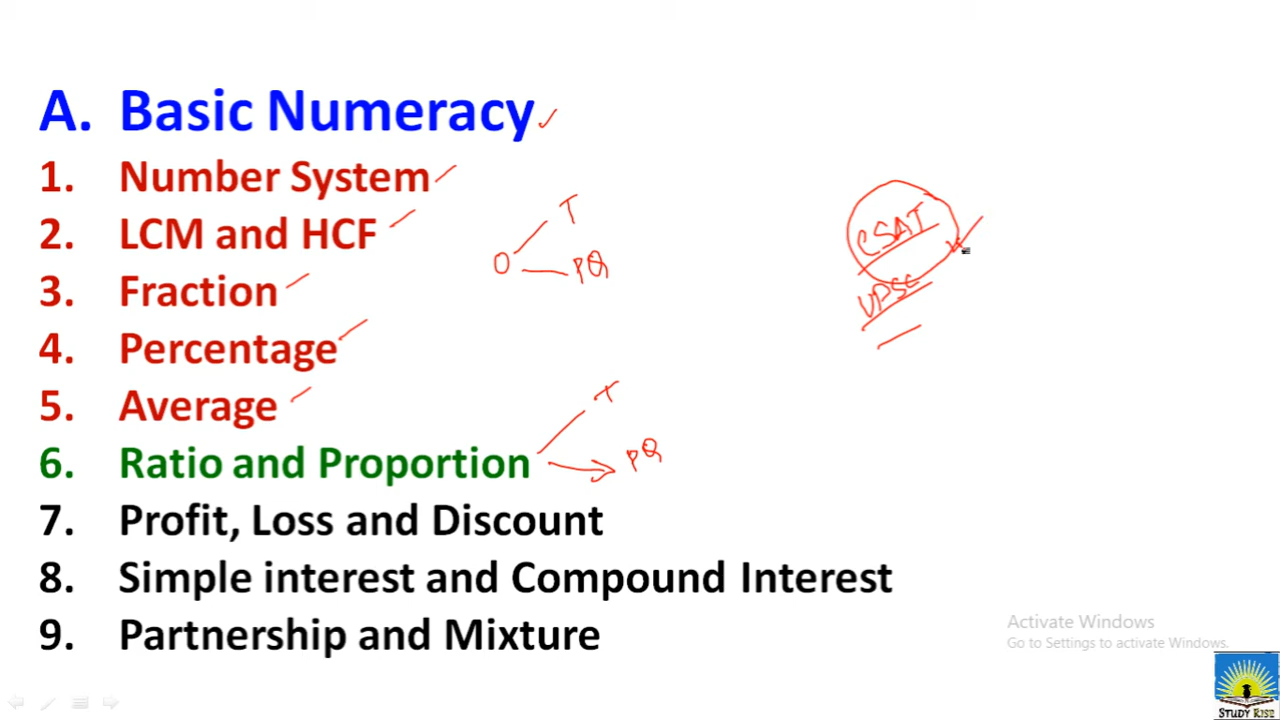 A. Basic Numeracy
1. Number System
2. LCM and HCF
3. Fraction
4. Percentage
5. Average
6. Ratio and Proportion
7. Profit, Loss and Discount
8. Simple interest and Compound Interest
9. Partnership and Mixture
T
O
PQ
T
PQ
CSAT
UPSC
Activate Windows
Go to Settings to activate Windows.
STUDY RISE